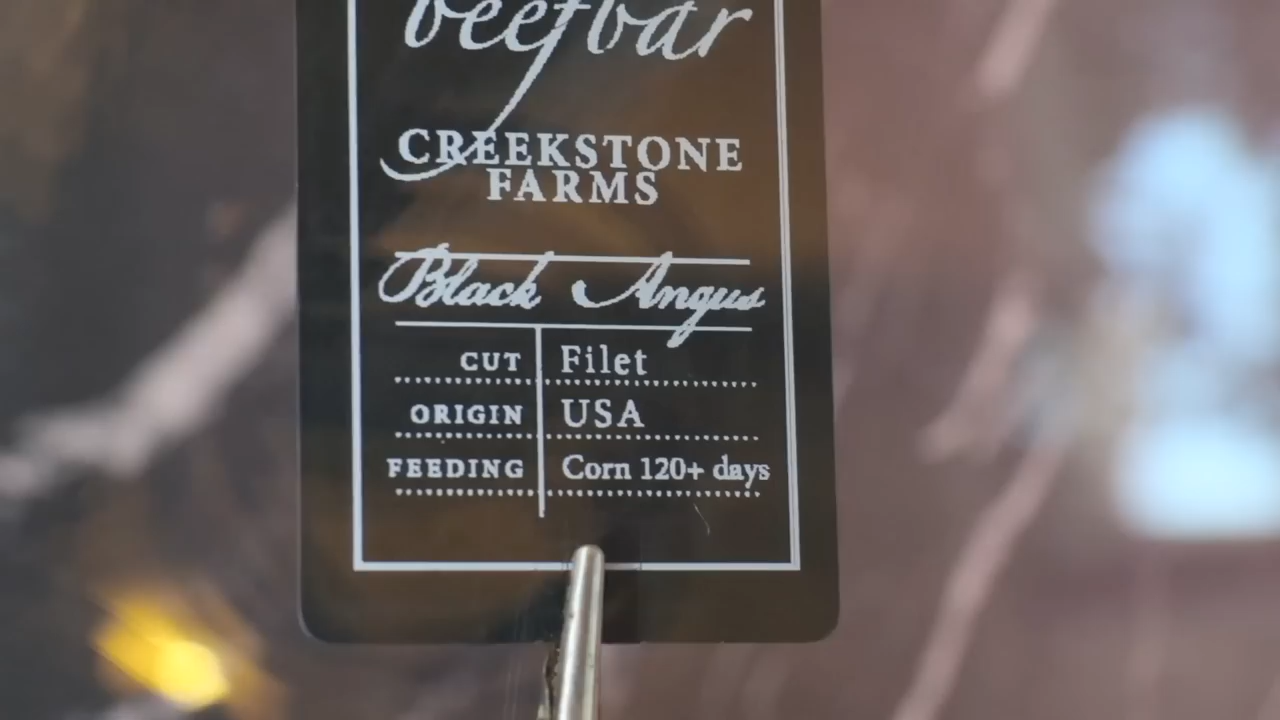 beefbar
CREEKSTONE
FARMS
Black Angus
CUT Filet
ORIGIN USA
FEEDING Corn 120+ days